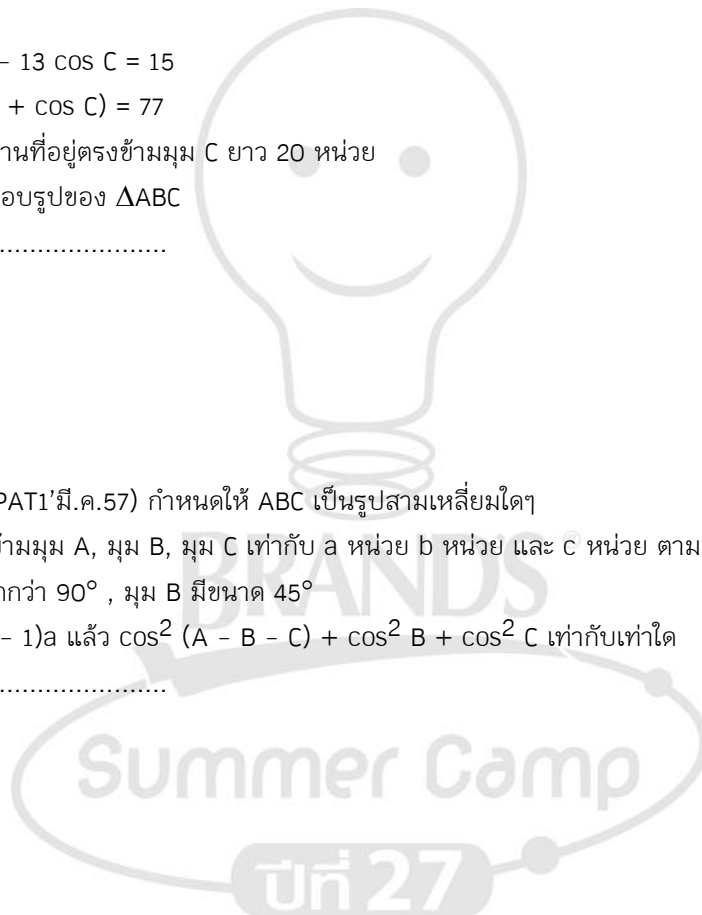 – 13 cos C = 15
+ cos C) = 77
านที่อยู่ตรงข้ามมุม C ยาว 20 หน่วย
อบรูปของ ∆ABC
......................
PAT1’มี.ค.57) กำหนดให้ ABC เป็นรูปสามเหลี่ยมใดๆ
้ามมุม A, มุม B, มุม C เท่ากับ a หน่วย b หน่วย และ c หน่วย ตาม
ากว่า 90° , มุม B มีขนาด 45°
– 1)a แล้ว cos² (A – B – C) + cos² B + cos² C เท่ากับเท่าใด
......................
BRANDS®
Summer Camp
ปีที่ 27